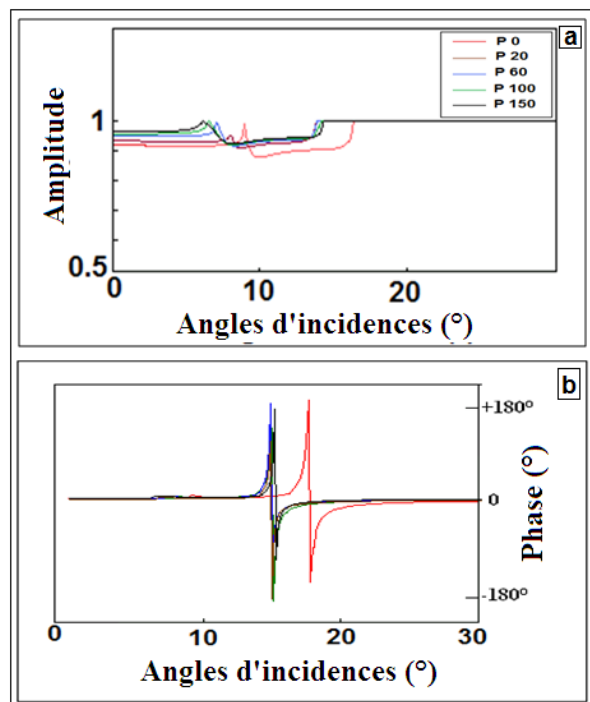 a
P 0
P 20
P 60
P 100
P 150
Amplitude
1
0.5
0
10
20
Angles d'incidences (°)
b
+180°
0
-180°
Phase (°)
0
10
20
30
Angles d'incidences (°)